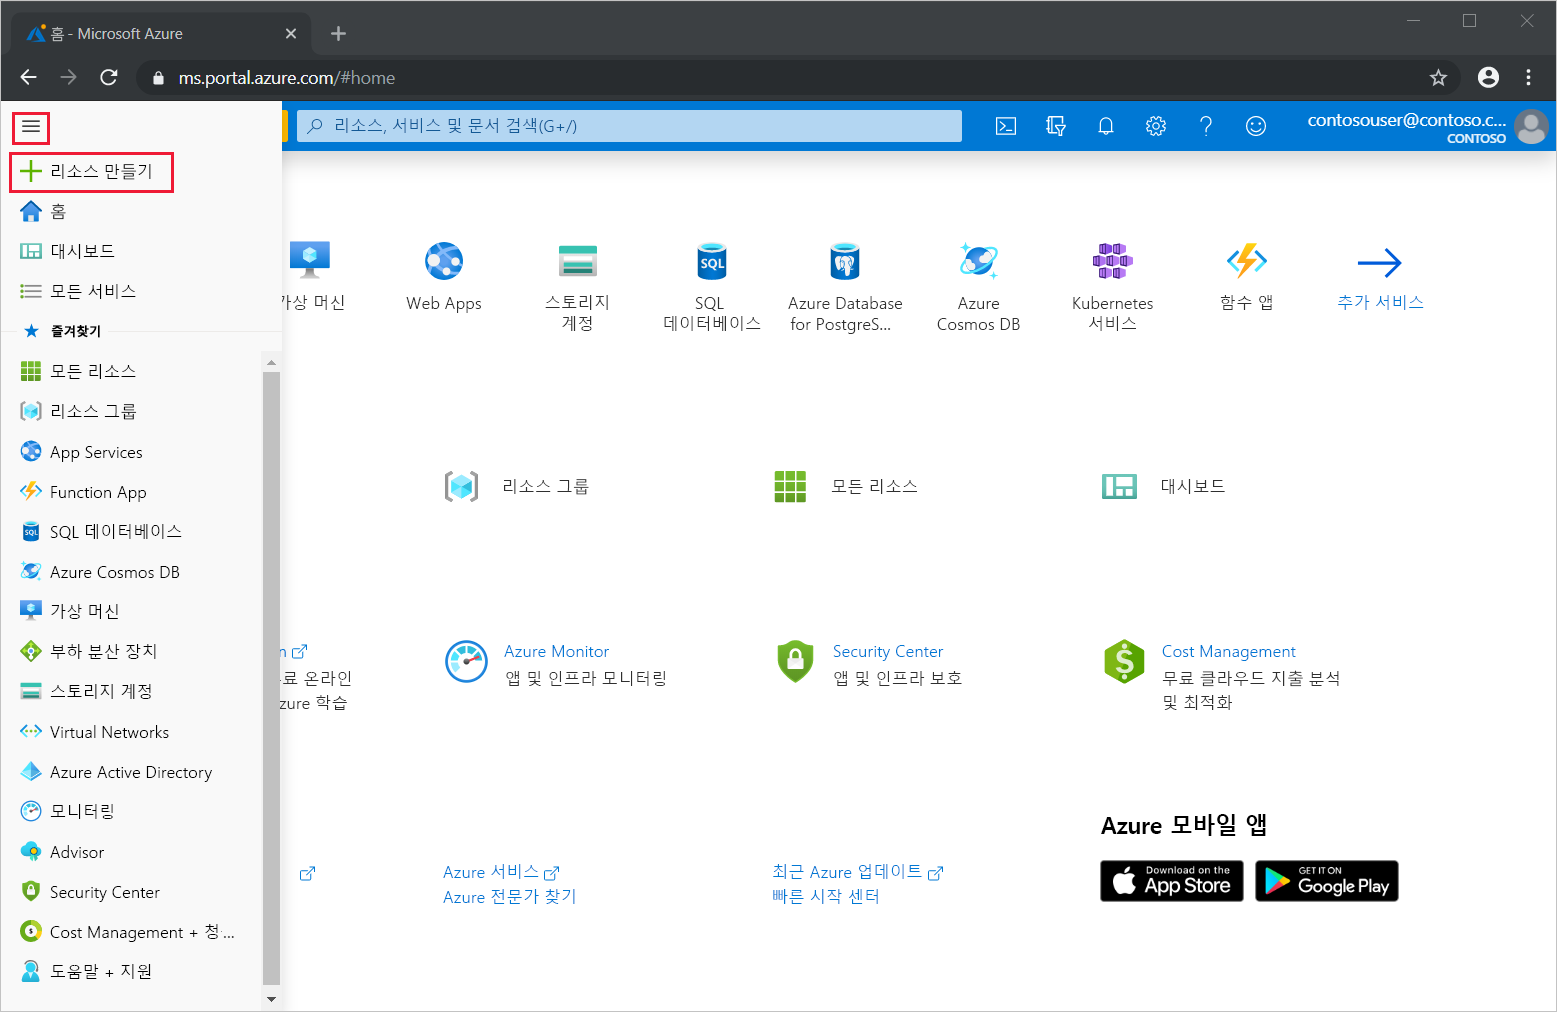 홈 - Microsoft Azure
ms.portal.azure.com/#home
리소스, 서비스 및 문서 검색(G+/)
contosouser@contoso.c...
CONTOSO
리소스 만들기
홈
대시보드
모든 서비스
즐겨찾기
모든 리소스
리소스 그룹
App Services
Function App
SQL 데이터베이스
Azure Cosmos DB
가상 머신
부하 분산 장치
스토리지 계정
Virtual Networks
Azure Active Directory
모니터링
Advisor
Security Center
Cost Management + 청...
도움말 + 지원
가상 머신
Web Apps
스토리지
계정
SQL
데이터베이스
Azure Database
for PostgreS...
Azure
Cosmos DB
Kubernetes
서비스
함수 앱
추가 서비스
리소스 그룹
모든 리소스
대시보드
n
료 온라인
zure 학습
Azure Monitor
앱 및 인프라 모니터링
Security Center
앱 및 인프라 보호
Cost Management
무료 클라우드 지출 분석
및 최적화
Azure 서비스
Azure 전문가 찾기
최근 Azure 업데이트
빠른 시작 센터
Azure 모바일 앱
Download on the
App Store
GET IT ON
Google Play